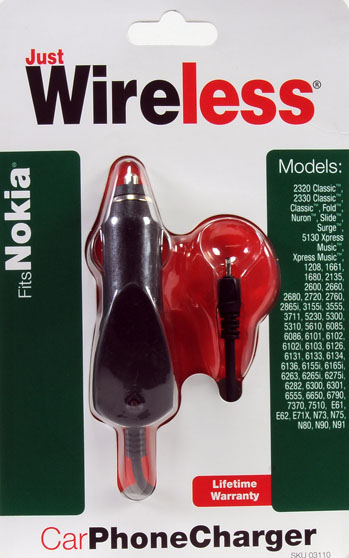 Just
Wireless®
Fits Nokia®
Models:
2320 Classic™,
2330 Classic™,
Classic™, Fold™,
Nuron™, Slide™,
Surge™
5130 Xpress
Music™,
Xpress Music™,
1208, 1661,
1680, 2135,
2600, 2660,
2680, 2720, 2760,
2865i, 3155i, 3555,
3711, 5230, 5300,
5310, 5610, 6085,
6086, 6101, 6102,
6102i, 6103, 6126,
6131, 6133, 6134,
6136, 6155i, 6165i,
6263, 6265i, 6275i,
6282, 6300, 6301,
6555, 6650, 6790,
7370, 7510, E61,
E62, E71X, N73, N75,
N80, N90, N91
Lifetime
Warranty
CarPhoneCharger
SKU 03110